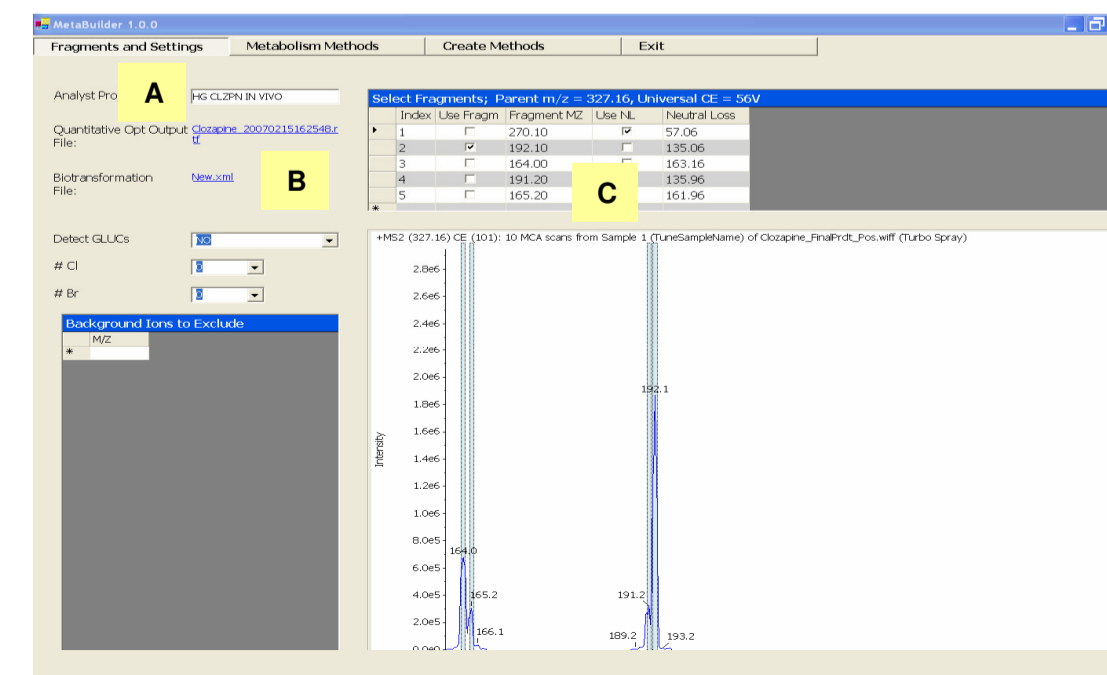 MetaBuilder 1.0.0
Fragments and Settings Metabolism Methods Create Methods Exit
Analyst Pro
A
HG CLZPN IN VIVO
Quantitative Opt Output File:
Clozapine_20070215162548.rtf
Biotransformation File:
New.xml
B
Detect GLUCs NO
# Cl 0
# Br 0
Background Ions to Exclude
M/Z
*
Select Fragments; Parent m/z = 327.16, Universal CE = 56V
Index Use Fragm Fragment MZ Use NL Neutral Loss
1 270.10 57.06
2 192.10 135.06
3 164.00 163.16
4 191.20 135.96
5 165.20 161.96
*
C
+MS2 (327.16) CE (101): 10 MCA scans from Sample 1 (TuneSampleName) of Clozapine_FinalPrdt_Pos.wiff (Turbo Spray)
2.8e6
2.6e6
2.4e6
2.2e6
2.0e6
1.8e6
1.6e6
1.4e6
1.2e6
1.0e6
8.0e5
6.0e5
4.0e5
2.0e5
0.0e0
Intensity
192.1
164.0
165.2
166.1
191.2
189.2
193.2